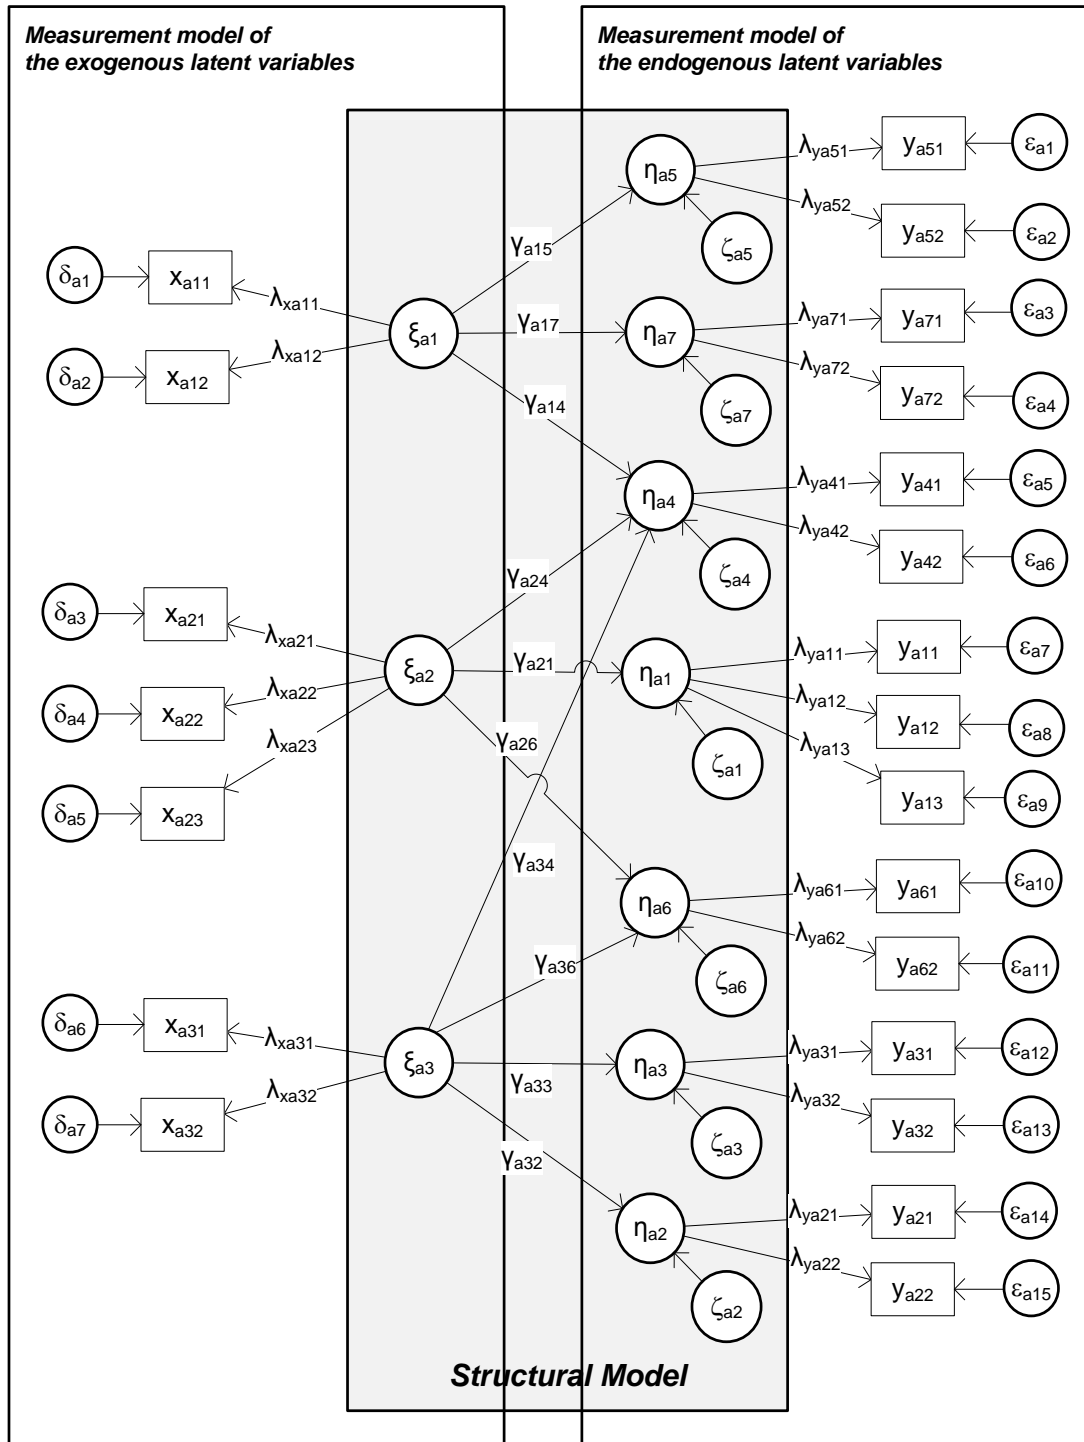 Measurement model of
the exogenous latent variables
Measurement model of
the endogenous latent variables
δa1
xa11
λxa11
δa2
xa12
λxa12
ξa1
γa15
γa17
γa14
ηa5
ζa5
λya51
ya51
εa1
λya52
ya52
εa2
ηa7
ζa7
λya71
ya71
εa3
λya72
ya72
εa4
ηa4
ζa4
λya41
ya41
εa5
λya42
ya42
εa6
δa3
xa21
λxa21
δa4
xa22
λxa22
δa5
xa23
λxa23
ξa2
γa24
γa21
γa26
ηa1
ζa1
λya11
ya11
εa7
λya12
ya12
εa8
λya13
ya13
εa9
γa34
ηa6
ζa6
λya61
ya61
εa10
λya62
ya62
εa11
δa6
xa31
λxa31
δa7
xa32
λxa32
ξa3
γa36
γa33
γa32
ηa3
ζa3
λya31
ya31
εa12
λya32
ya32
εa13
ηa2
ζa2
λya21
ya21
εa14
λya22
ya22
εa15
Structural Model